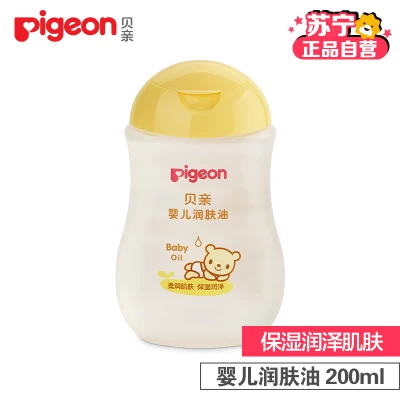 pigeon 贝亲
苏宁
正品自营
pigeon
贝亲
婴儿润肤油
Baby
Oil
柔润肌肤 保湿润泽
保湿润泽肌肤
婴儿润肤油 200ml